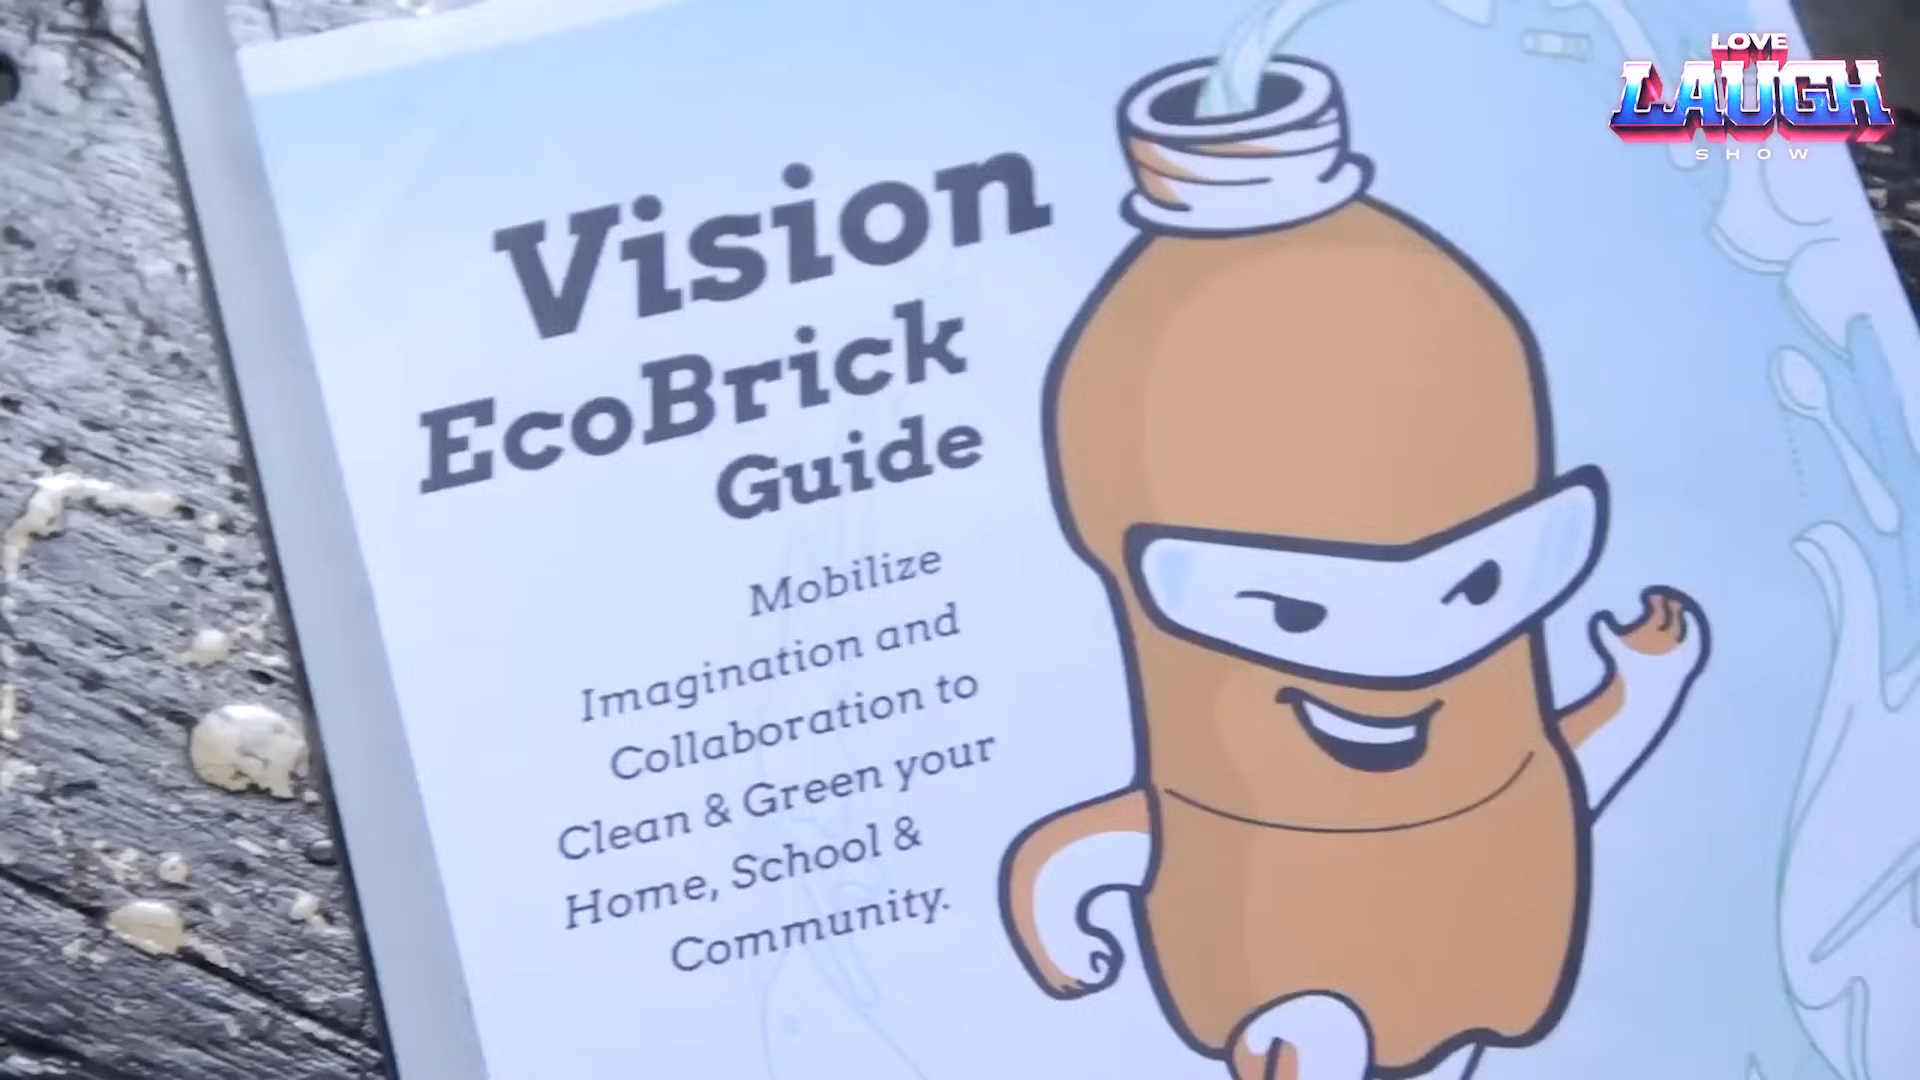 LOVE
LAUGH
SHOW
Vision
EcoBrick
Guide
Mobilize
Imagination and
Collaboration to
Clean & Green your
Home, School &
Community.